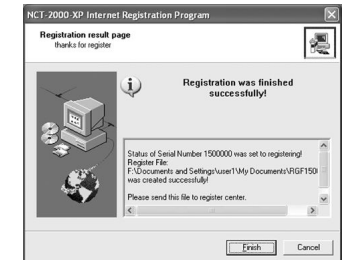 NCT-2000-XP Internet Registration Program
Registration result page
thanks for register
Registration was finished
successfully!
Status of Serial Number 1500000 was set to registering!
Register File:
F:\Documents and Settings\user1\My Documents\RGF1500
was created successfully!
Please send this file to register center.
Finish
Cancel